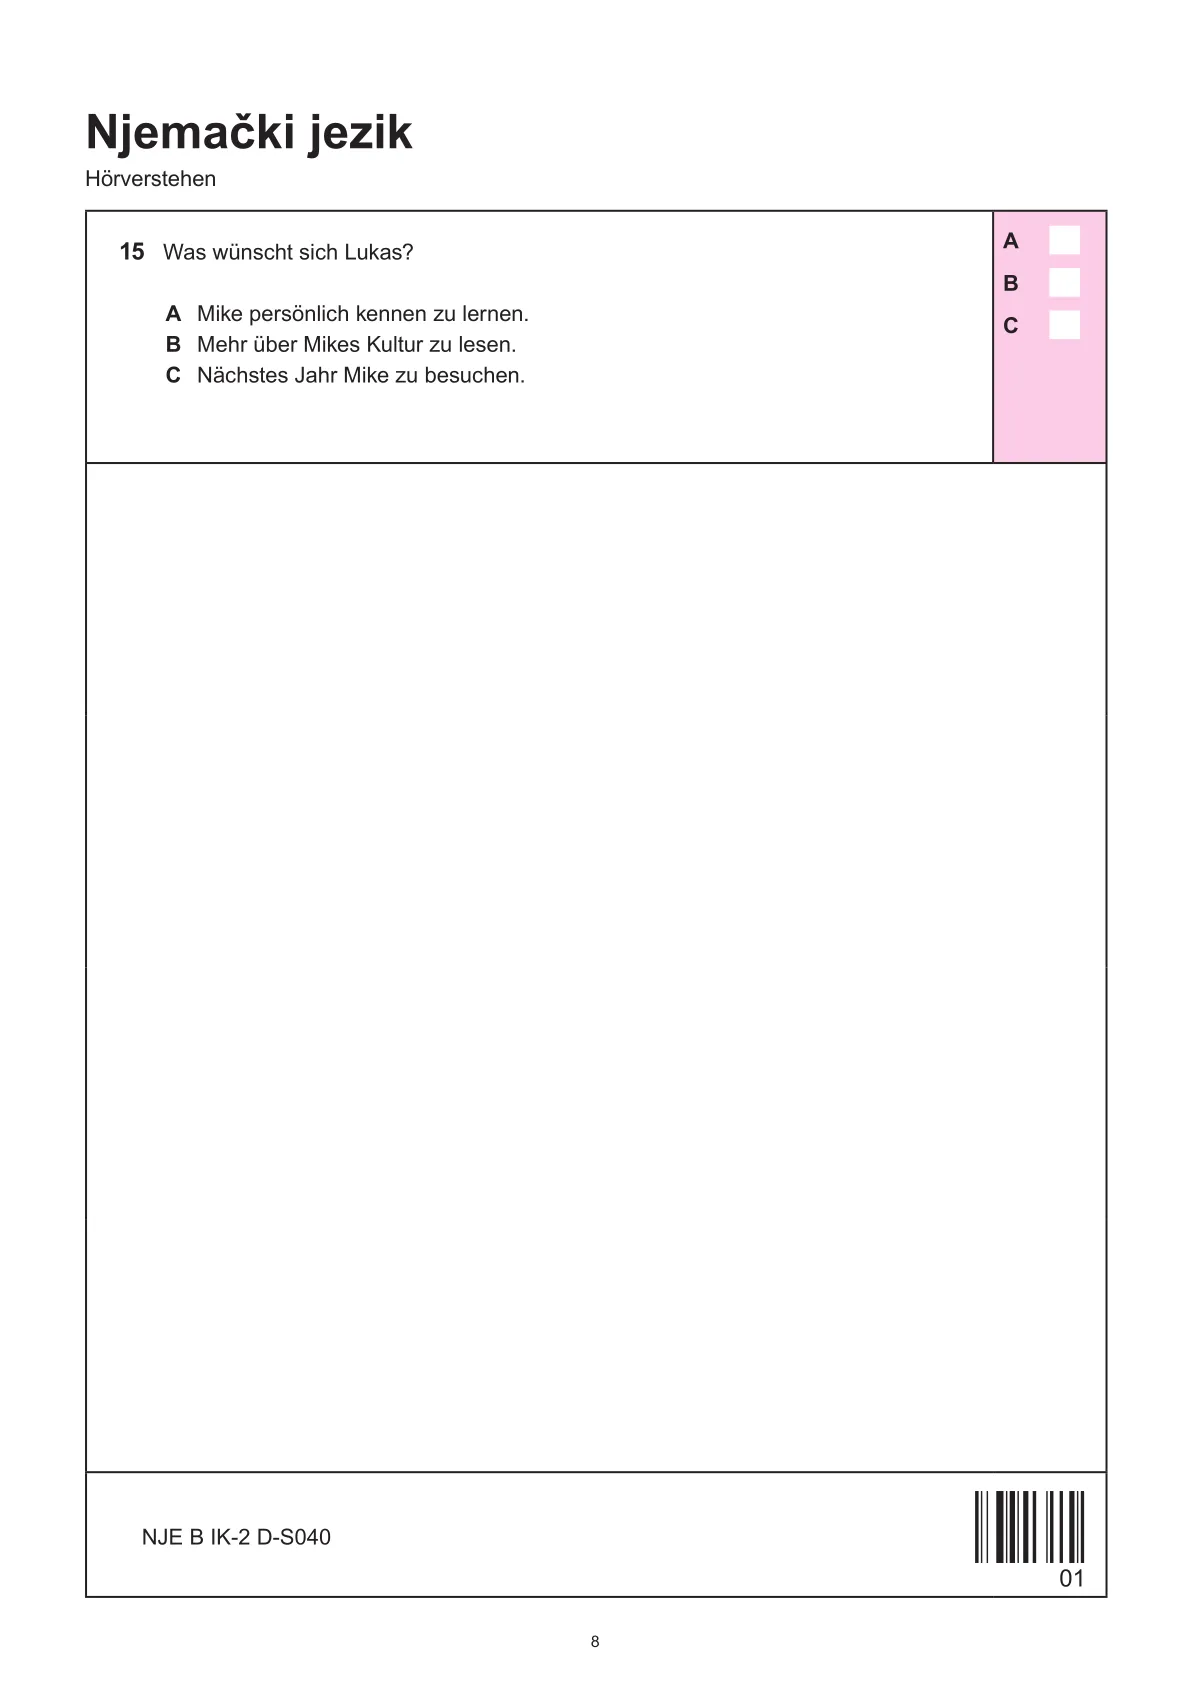 Njemački jezik
Hörverstehen
15 Was wünscht sich Lukas?
A Mike persönlich kennen zu lernen.
B Mehr über Mikes Kultur zu lesen.
C Nächstes Jahr Mike zu besuchen.
A
B
C
NJE B IK-2 D-S040
01
8